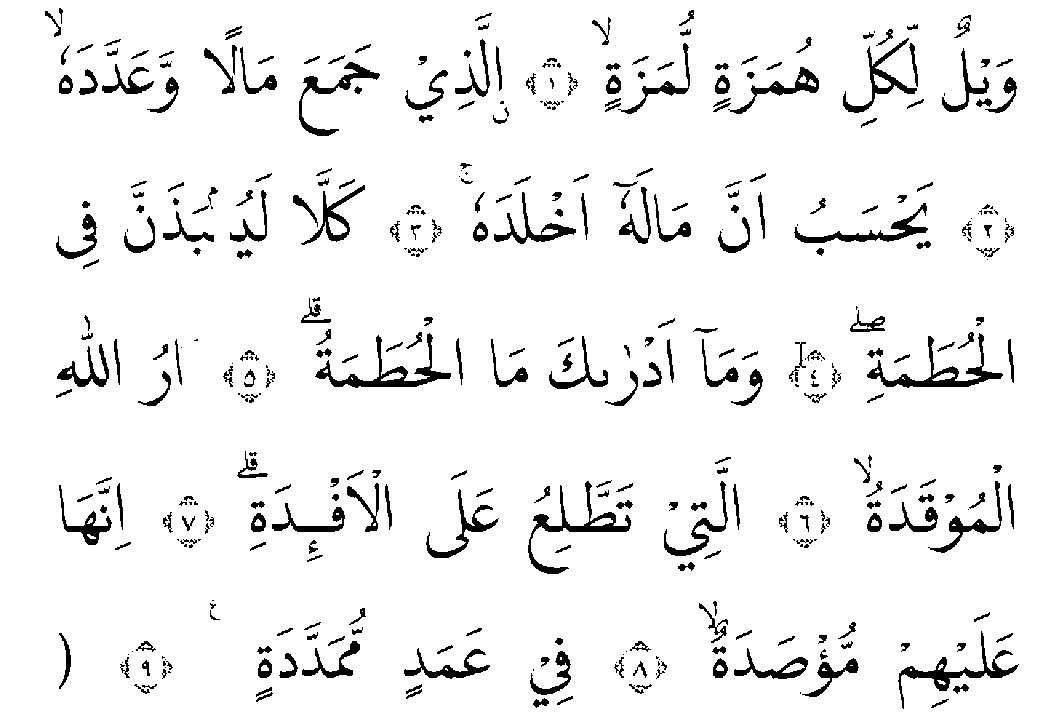 وَيْلٌ لِّكُلِّ هُمَزَةٍ لُّمَزَةٍۙ ١ ۨالَّذِيْ جَمَعَ مَالًا وَّعَدَّدَهٗۙ
٢ يَحْسَبُ اَنَّ مَالَهٗٓ اَخْلَدَهٗۚ ٣ كَلَّا لَيُنْۢبَذَنَّ فِى
الْحُطَمَةِۖ ٤ وَمَآ اَدْرٰىكَ مَا الْحُطَمَةُۗ ٥ ارُ اللّٰهِ
الْمُوْقَدَةُۙ ٦ الَّتِيْ تَطَّلِعُ عَلَى الْاَفْـِٕدَةِۗ ٧ اِنَّهَا
عَلَيْهِمْ مُّؤْصَدَةٌۙ ٨ فِيْ عَمَدٍ مُّمَدَّدَةٍ ࣖ ٩ (